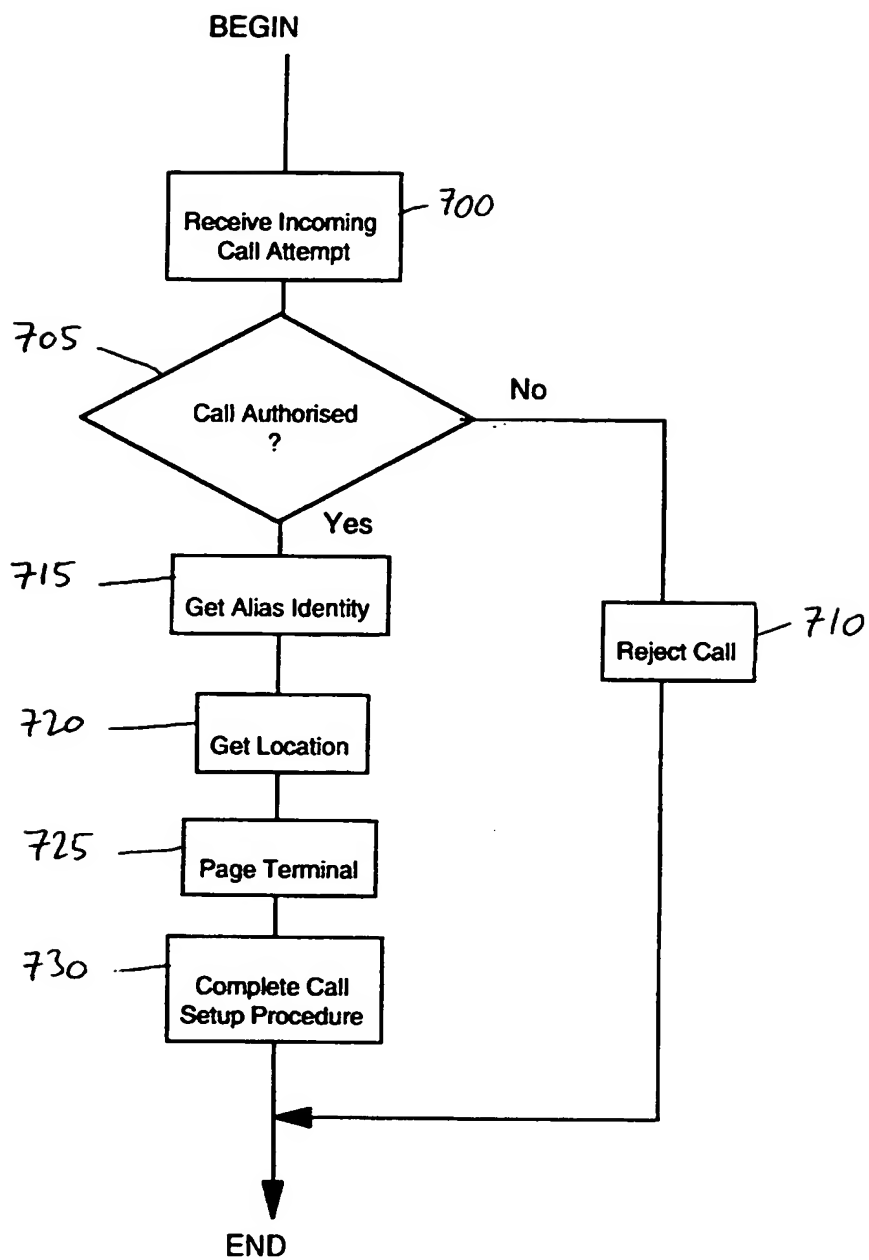 BEGIN
Receive Incoming
Call Attempt
700
705
Call Authorised
?
No
Yes
715
Get Alias Identity
Reject Call
710
720
Get Location
725
Page Terminal
730
Complete Call
Setup Procedure
END